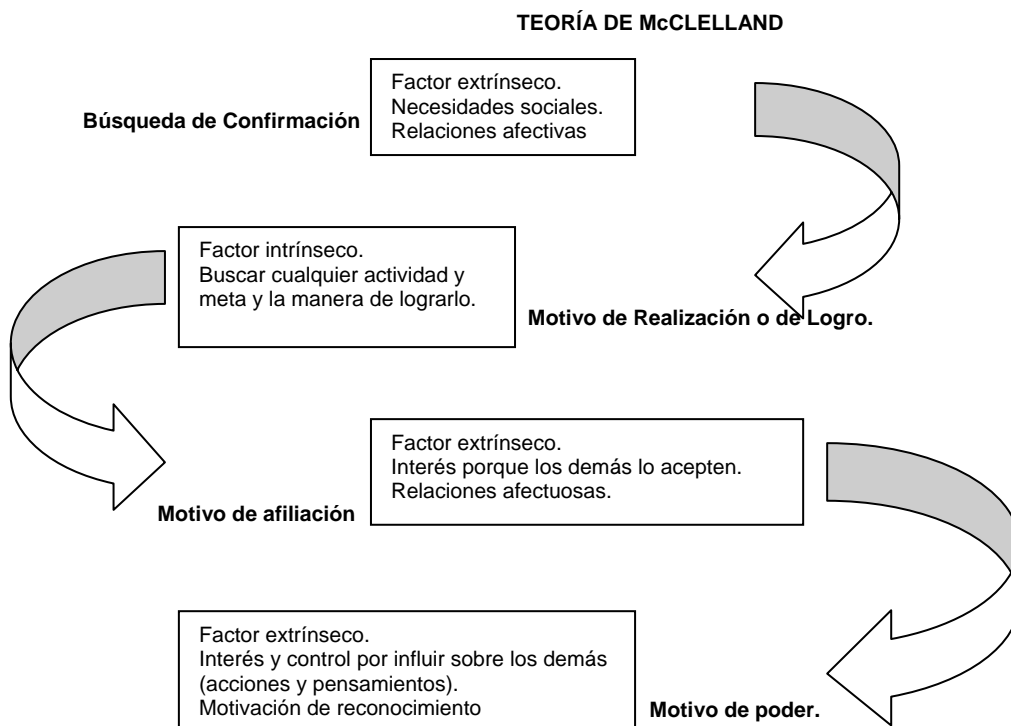 TEORÍA DE McCLELLAND
Búsqueda de Confirmación
Factor extrínseco.
Necesidades sociales.
Relaciones afectivas
Factor intrínseco.
Buscar cualquier actividad y
meta y la manera de lograrlo.
Motivo de Realización o de Logro.
Factor extrínseco.
Interés porque los demás lo acepten.
Relaciones afectuosas.
Motivo de afiliación
Factor extrínseco.
Interés y control por influir sobre los demás
(acciones y pensamientos).
Motivación de reconocimiento
Motivo de poder.